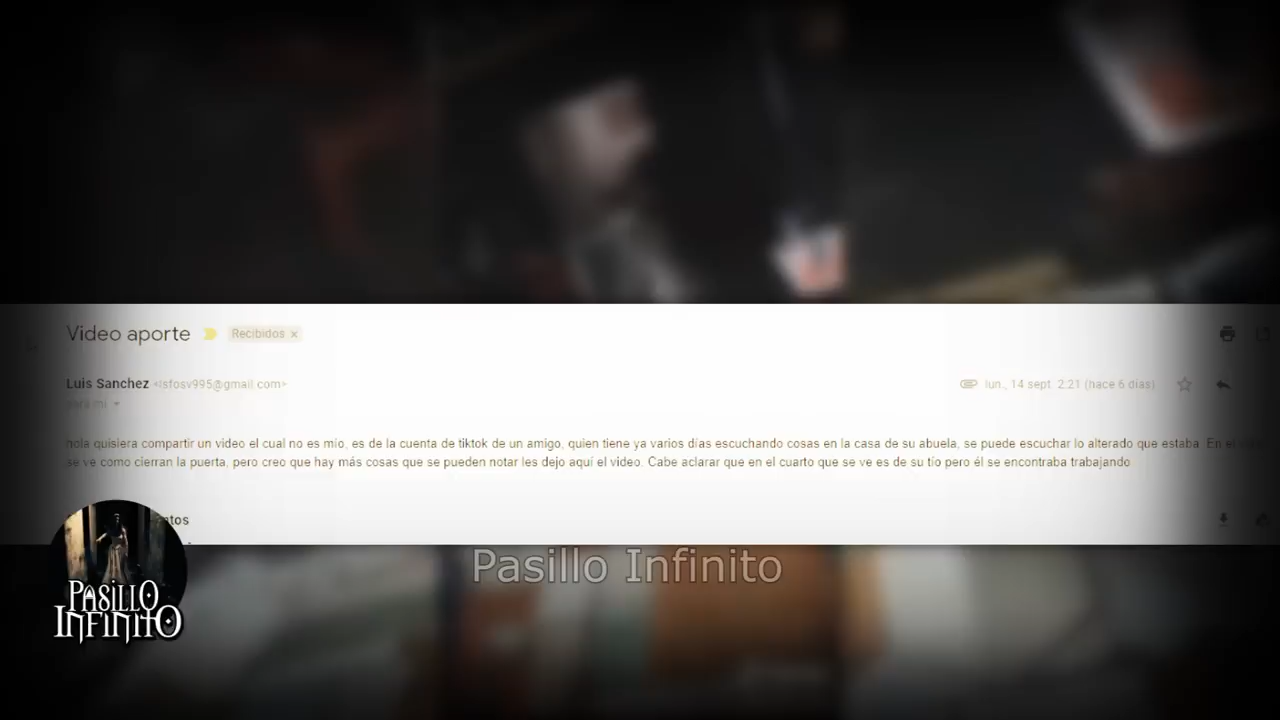 Video aporte
Recibidos x
Luis Sanchez <lsfosv995@gmail.com>
lun., 14 sept. 2:21 (hace 6 días)
para mí
hola quisiera compartir un video el cual no es mio, es de la cuenta de tiktok de un amigo, quien tiene ya varios días escuchando cosas en la casa de su abuela, se puede escuchar lo alterado que estaba. En el
se ve como cierran la puerta, pero creo que hay más cosas que se pueden notar les dejo aquí el video. Cabe aclarar que en el cuarto que se ve es de su tío pero él se encontraba trabajando
Pasillo Infinito
PASILLO
INFINITO